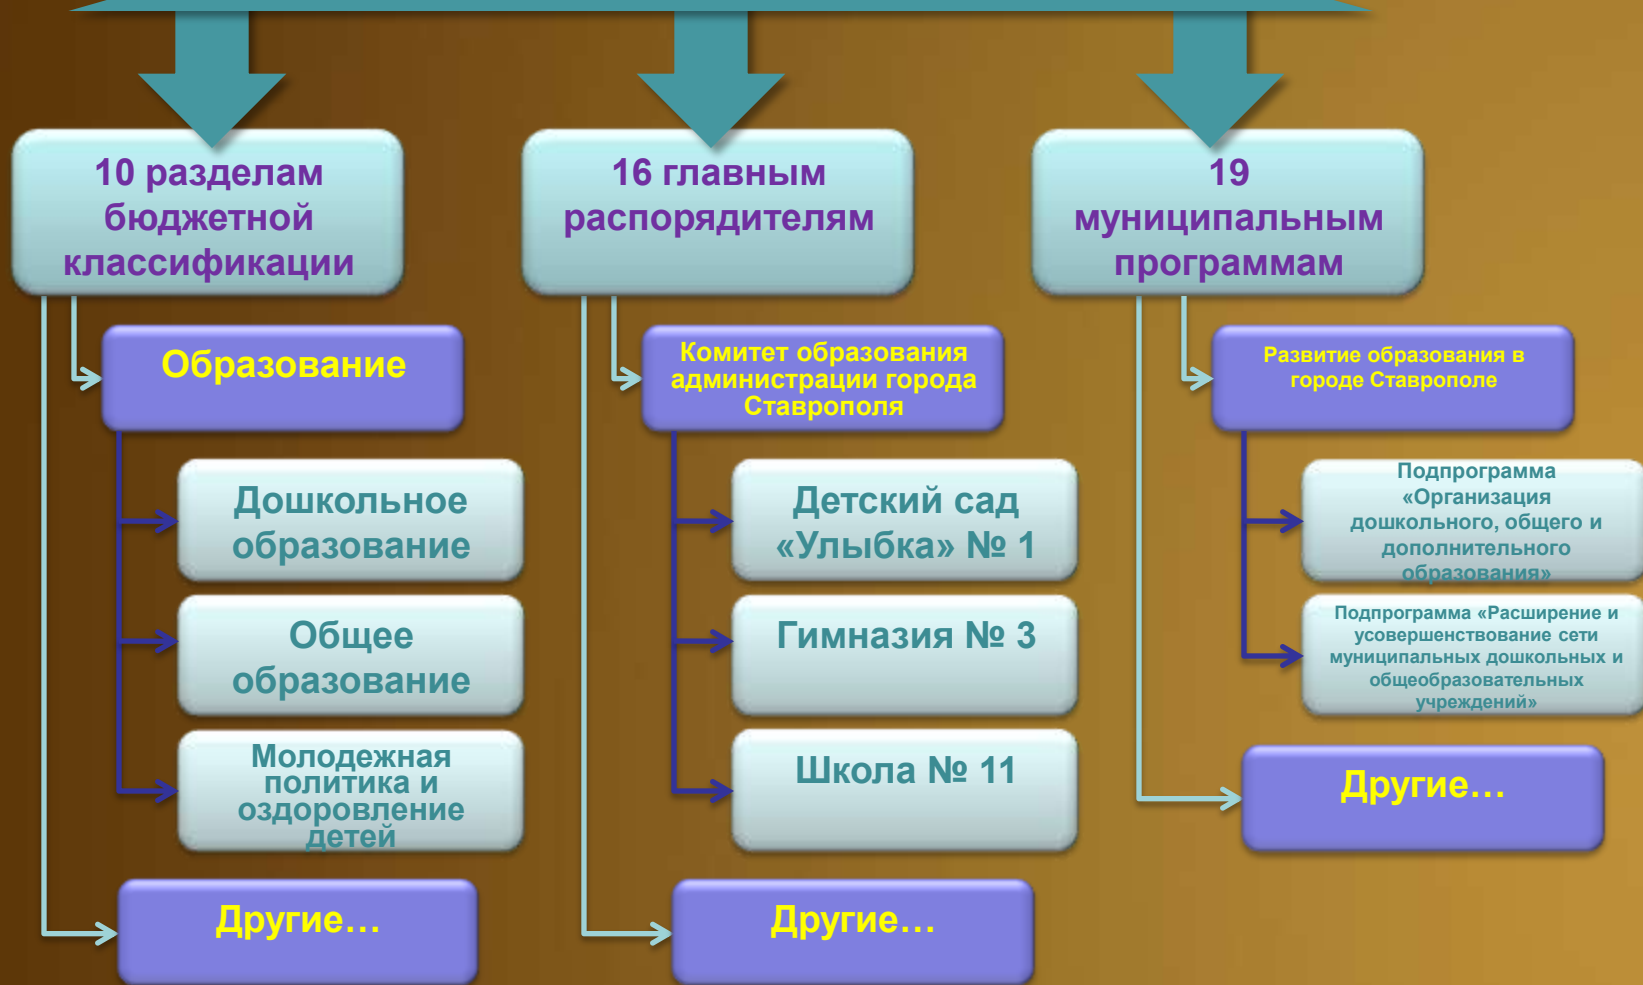 10 разделам
бюджетной
классификации
Образование
Дошкольное
образование
Общее
образование
Молодежная
политика и
оздоровление
детей
Другие…
16 главным
распорядителям
Комитет образования
администрации города
Ставрополя
Детский сад
«Улыбка» № 1
Гимназия № 3
Школа № 11
Другие…
19
муниципальным
программам
Развитие образования в
городе Ставрополе
Подпрограмма
«Организация
дошкольного, общего и
дополнительного
образования»
Подпрограмма «Расширение и
усовершенствование сети
муниципальных дошкольных и
общеобразовательных
учреждений»
Другие…